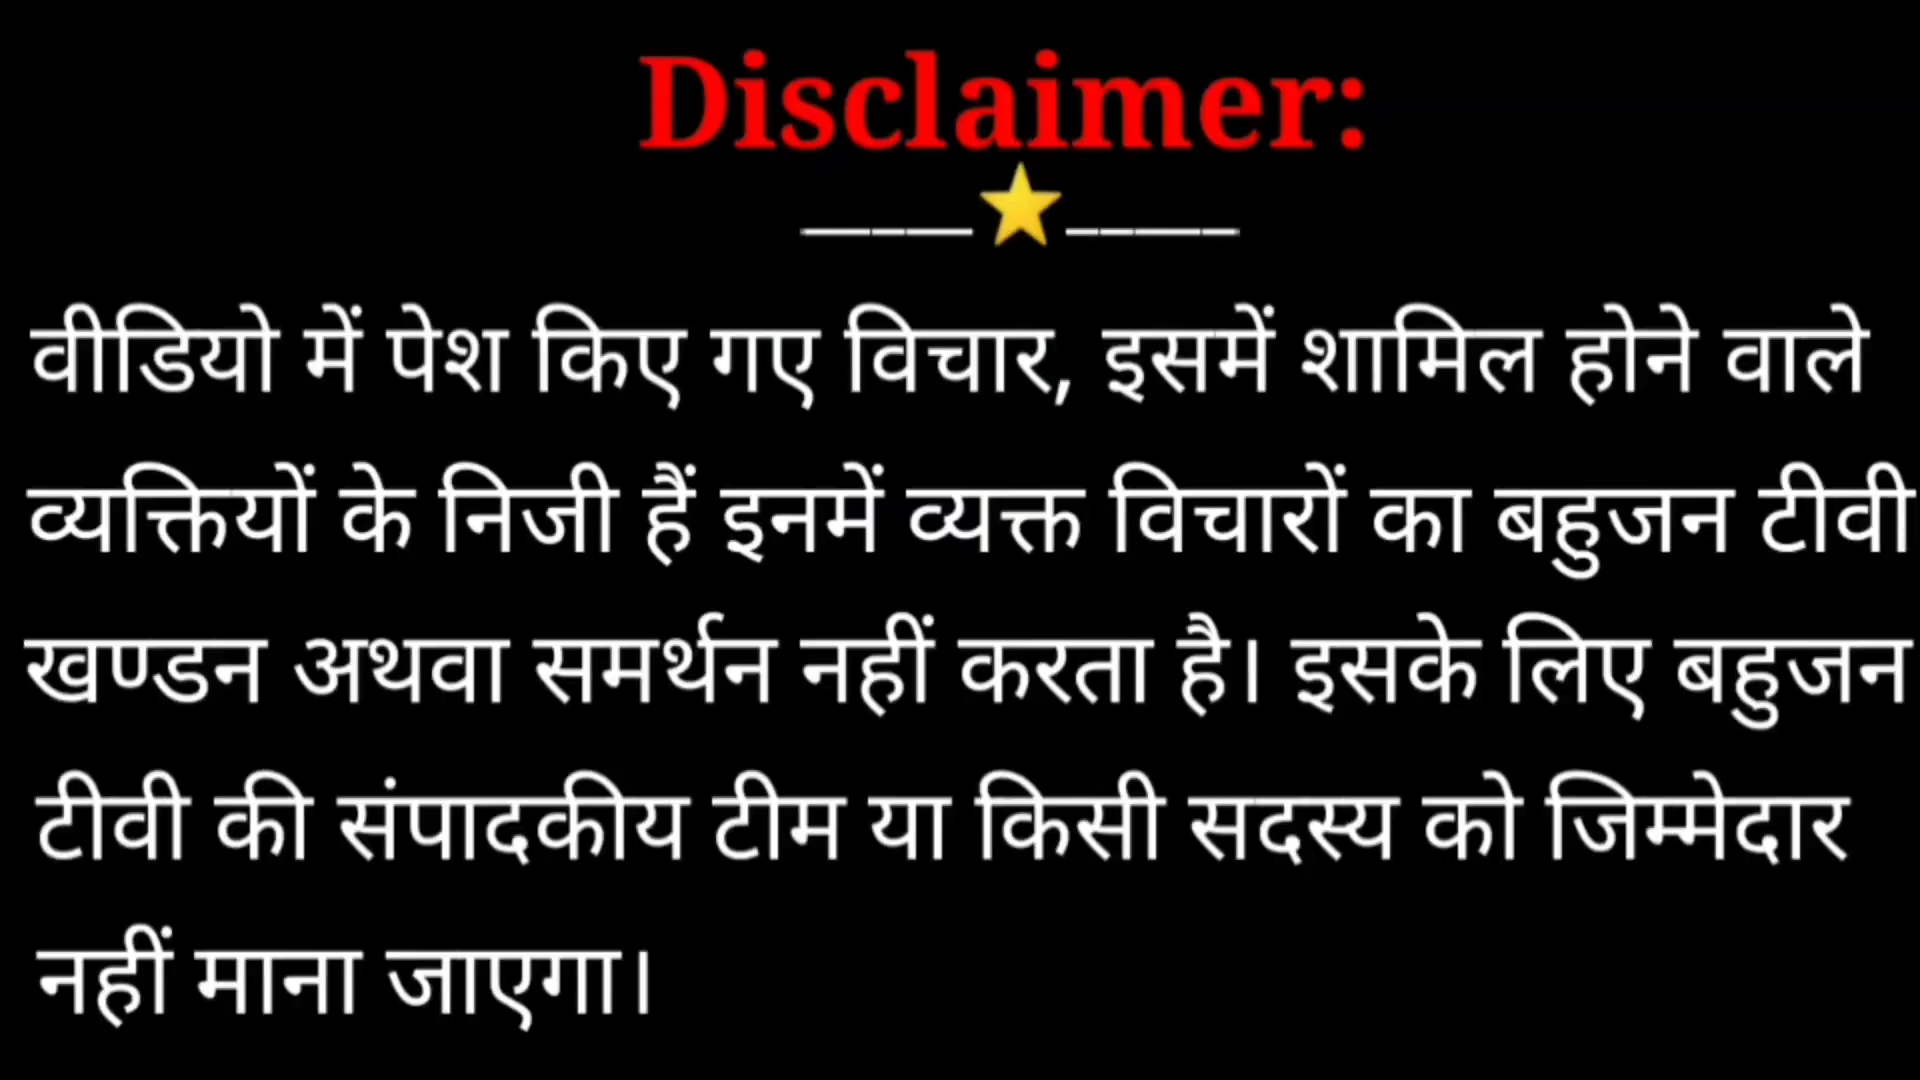 Disclaimer:
वीडियो में पेश किए गए विचार, इसमें शामिल होने वाले
व्यक्तियों के निजी हैं इनमें व्यक्त विचारों का बहुजन टीवी
खण्डन अथवा समर्थन नहीं करता है। इसके लिए बहुजन
टीवी की संपादकीय टीम या किसी सदस्य को जिम्मेदार
नहीं माना जाएगा।